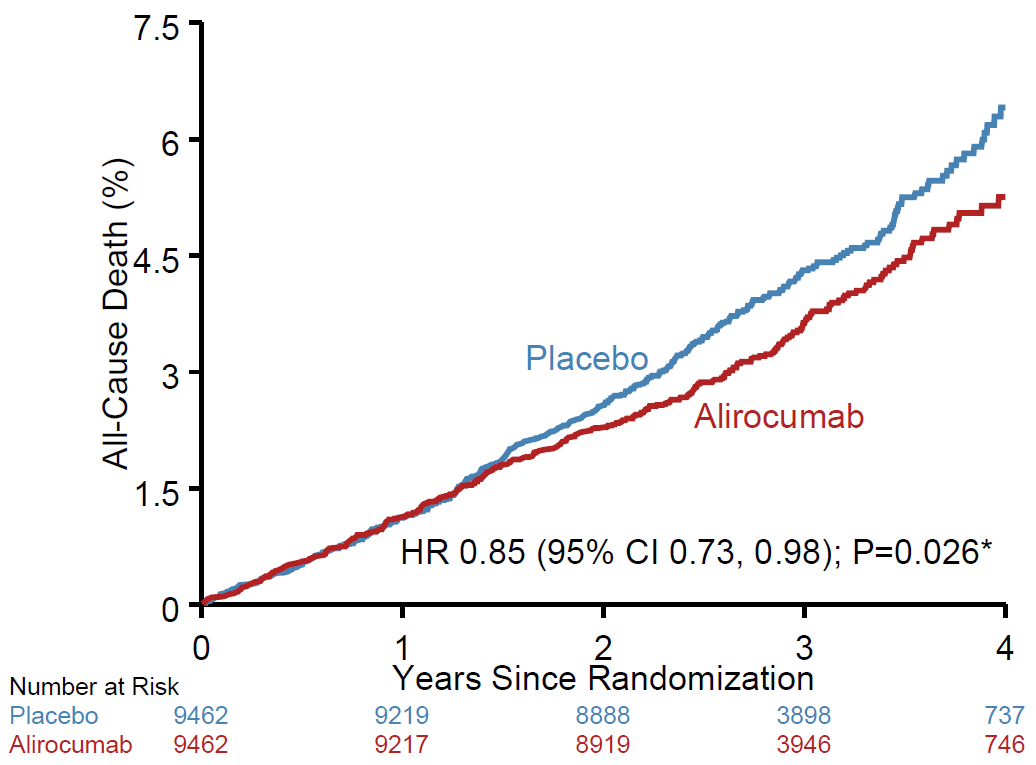 7.5
6
4.5
3
1.5
0
All-Cause Death (%)
Placebo
Alirocumab
HR 0.85 (95% CI 0.73, 0.98); P=0.026*
0 1 2 3 4
Years Since Randomization
Number at Risk
Placebo 9462 9219 8888 3898 737
Alirocumab 9462 9217 8919 3946 746